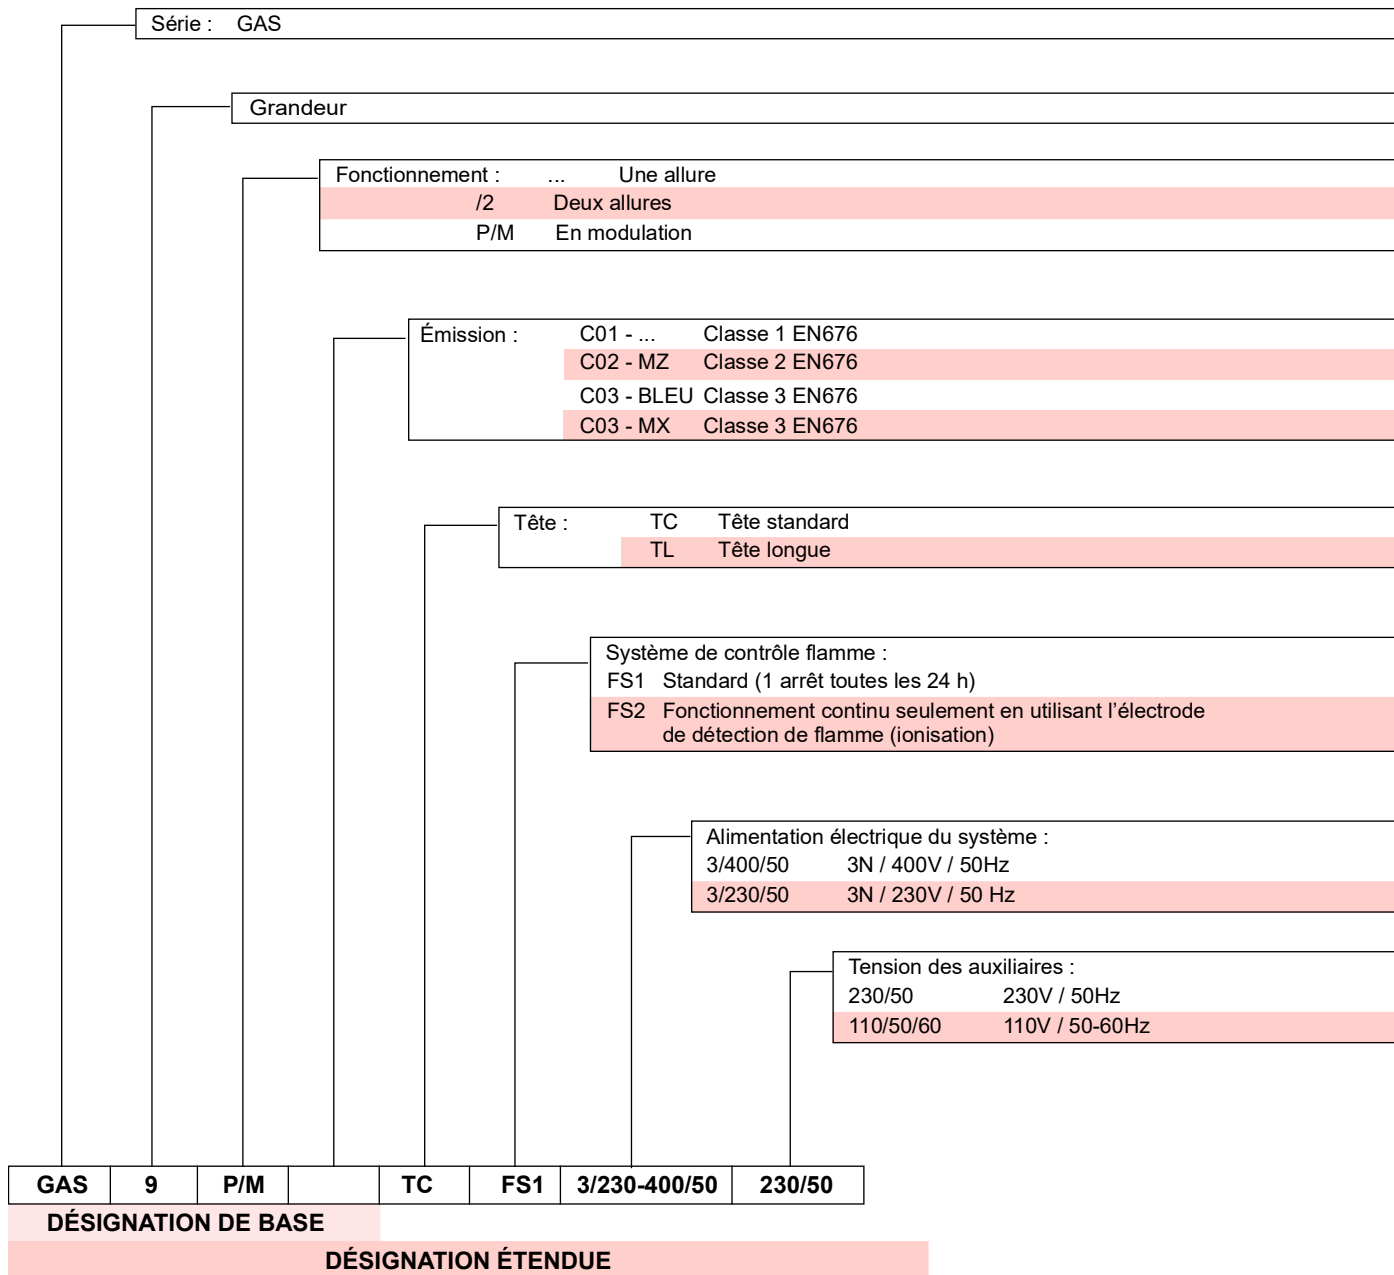 Série : GAS
Grandeur
Fonctionnement : ... Une allure
/2 Deux allures
P/M En modulation
Émission : C01 - ... Classe 1 EN676
C02 - MZ Classe 2 EN676
C03 - BLEU Classe 3 EN676
C03 - MX Classe 3 EN676
Tête : TC Tête standard
TL Tête longue
Système de contrôle flamme :
FS1 Standard (1 arrêt toutes les 24 h)
FS2 Fonctionnement continu seulement en utilisant l’électrode
de détection de flamme (ionisation)
Alimentation électrique du système :
3/400/50 3N / 400V / 50Hz
3/230/50 3N / 230V / 50 Hz
Tension des auxiliaires :
230/50 230V / 50Hz
110/50/60 110V / 50-60Hz
GAS 9 P/M TC FS1 3/230-400/50 230/50
DÉSIGNATION DE BASE
DÉSIGNATION ÉTENDUE